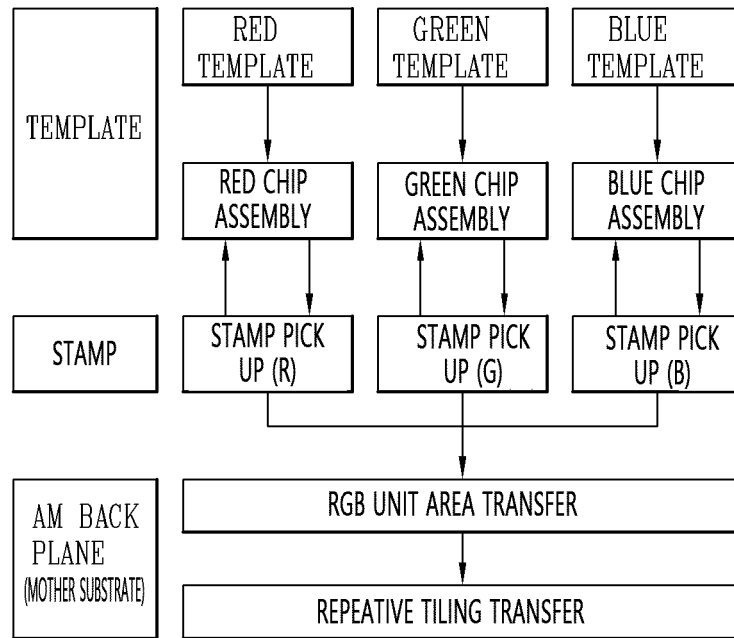 TEMPLATE
RED
TEMPLATE
GREEN
TEMPLATE
BLUE
TEMPLATE
RED CHIP
ASSEMBLY
GREEN CHIP
ASSEMBLY
BLUE CHIP
ASSEMBLY
STAMP
STAMP PICK
UP (R)
STAMP PICK
UP (G)
STAMP PICK
UP (B)
AM BACK
PLANE
(MOTHER SUBSTRATE)
RGB UNIT AREA TRANSFER
REPEATIVE TILING TRANSFER